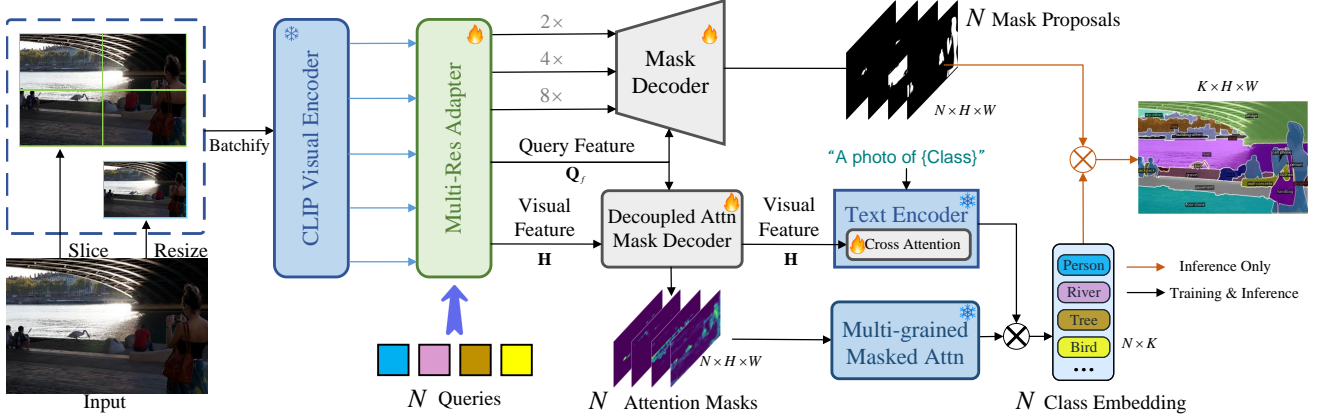 Slice
Resize
Input
Batchify
CLIP Visual Encoder
Multi-Res Adapter
N Queries
2×
4×
8×
Query Feature
Q_f
Visual
Feature
H
Mask
Decoder
Decoupled Attn
Mask Decoder
N×H×W
N Attention Masks
Visual
Feature
H
N Mask Proposals
N×H×W
“A photo of {Class}”
Text Encoder
Cross Attention
Multi-grained
Masked Attn
K×H×W
Person
River
Tree
Bird
•••
N×K
N Class Embedding
Inference Only
Training & Inference